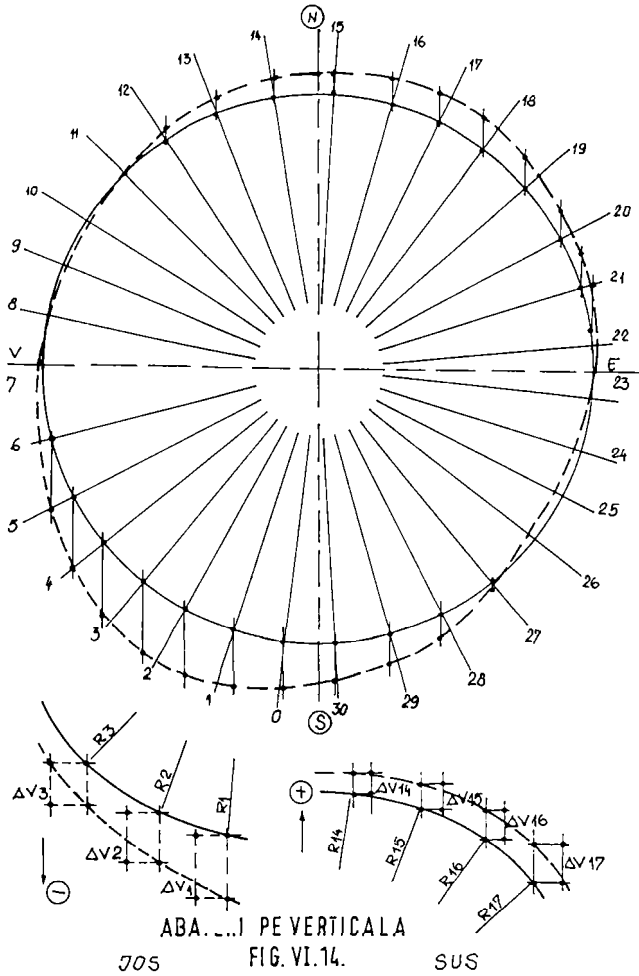 N
14
15
13
16
12
17
18
11
19
10
20
9
21
8
22
V
E
7
23
6
24
5
25
4
26
3
27
2
28
1
29
0
30
S
R3
R2
R1
ΔV3
ΔV2
ΔV1
−
+
ΔV14
ΔV15
ΔV16
ΔV17
R14
R15
R16
R17
PE VERTICALA
FIG. VI.14.
JOS
SUS